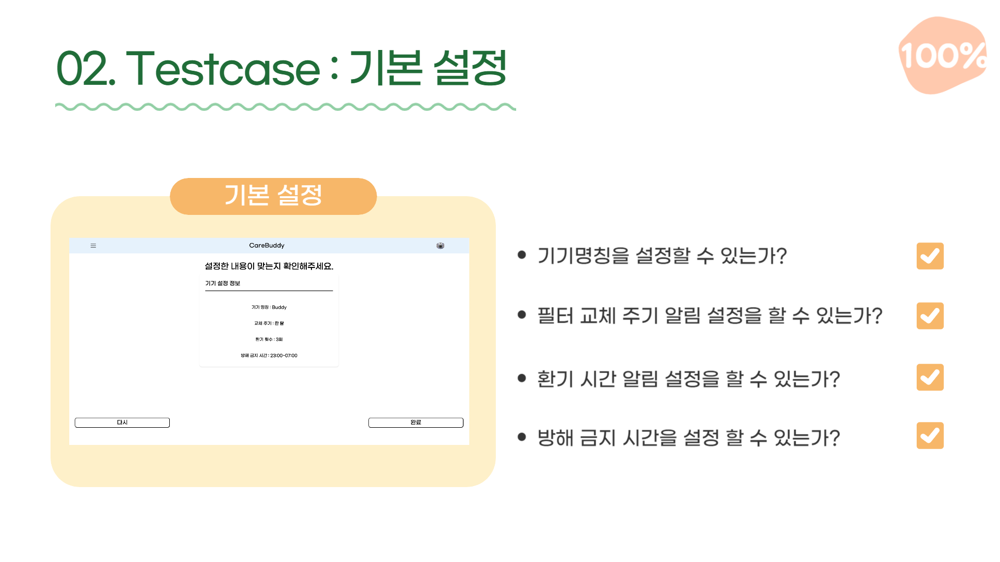 02. Testcase : 기본 설정
100%
기본 설정
CareBuddy
설정한 내용이 맞는지 확인해주세요.
기기 설정 정보
기기 명칭 : Buddy
교체 주기 : 한 달
환기 횟수 : 3회
방해 금지 시간 : 23:00~07:00
다시
완료
• 기기명칭을 설정할 수 있는가?
• 필터 교체 주기 알림 설정을 할 수 있는가?
• 환기 시간 알림 설정을 할 수 있는가?
• 방해 금지 시간을 설정 할 수 있는가?